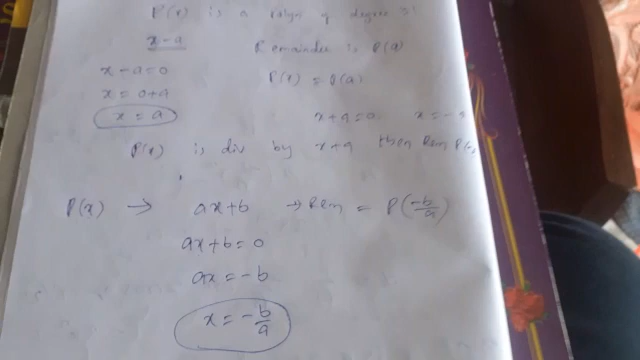 P(x) is a polyn of degree ≥1
x-a Remainder is P(a)
x-a=0 P(x) = P(a)
x=0+a
x=a x+a=0 x=-a
P(x) is div by x+a then Rem
P(x) → ax+b → Rem = P(-b/a)
ax+b=0
ax=-b
x=-b/a